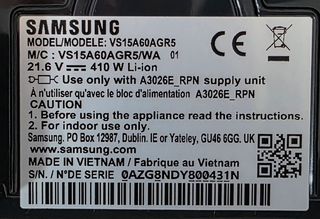 SAMSUNG
MODEL/MODELE: VS15A60AGR5
M/C : VS15A60AGR5/WA 01
21.6 V ⎓ 410 W Li-ion
Use only with A3026E_RPN supply unit
À n'utiliser qu'avec le bloc d'alimentation A3026E_RPN
CAUTION :
1. Before using the appliance read the instruction.
2. For indoor use only.
Samsung. PO Box 12987, Dublin. IE or Yateley, GU46 6GG. UK
www.samsung.com
MADE IN VIETNAM / Fabrique au Vietnam
S/N. / N°DE SERIE 0AZG8NDY800431N